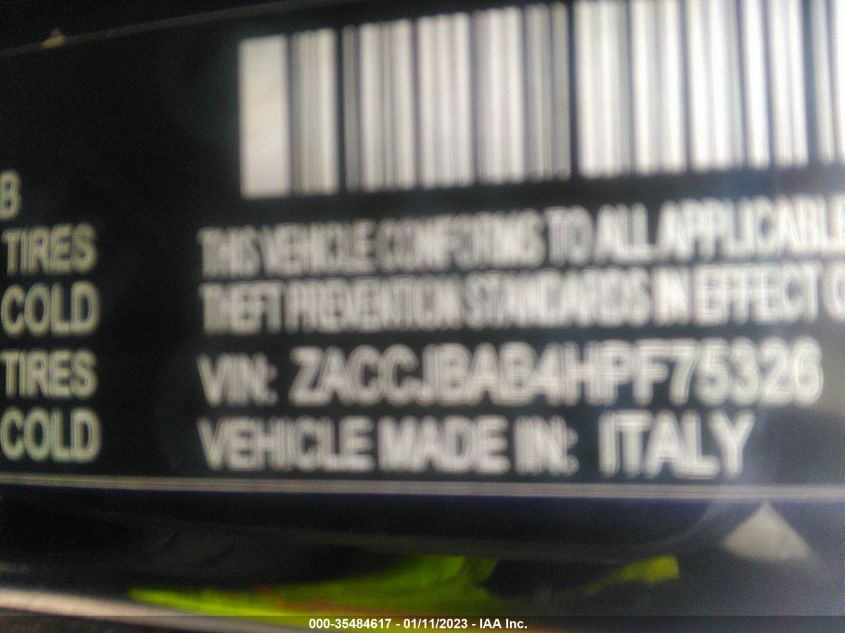 B
TIRES
COLD
TIRES
COLD
THIS VEHICLE CONFORMS TO ALL APPLICABLE
THEFT PREVENTION STANDARDS IN EFFECT O
VIN: ZACCJBAB4HPF75326
VEHICLE MADE IN: ITALY
000-35484617 - 01/11/2023 - IAA Inc.